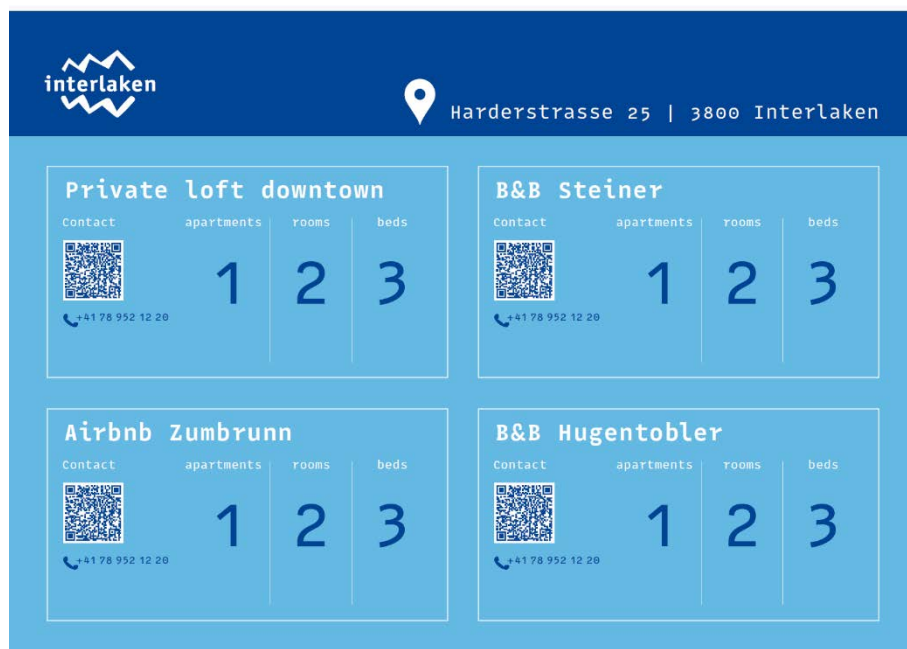 interlaken
Harderstrasse 25 | 3800 Interlaken
Private loft downtown
Contact apartments rooms beds
1 2 3
+41 78 952 12 20
B&B Steiner
Contact apartments rooms beds
1 2 3
+41 78 952 12 20
Airbnb Zumbrunn
Contact apartments rooms beds
1 2 3
+41 78 952 12 20
B&B Hugentobler
Contact apartments rooms beds
1 2 3
+41 78 952 12 20